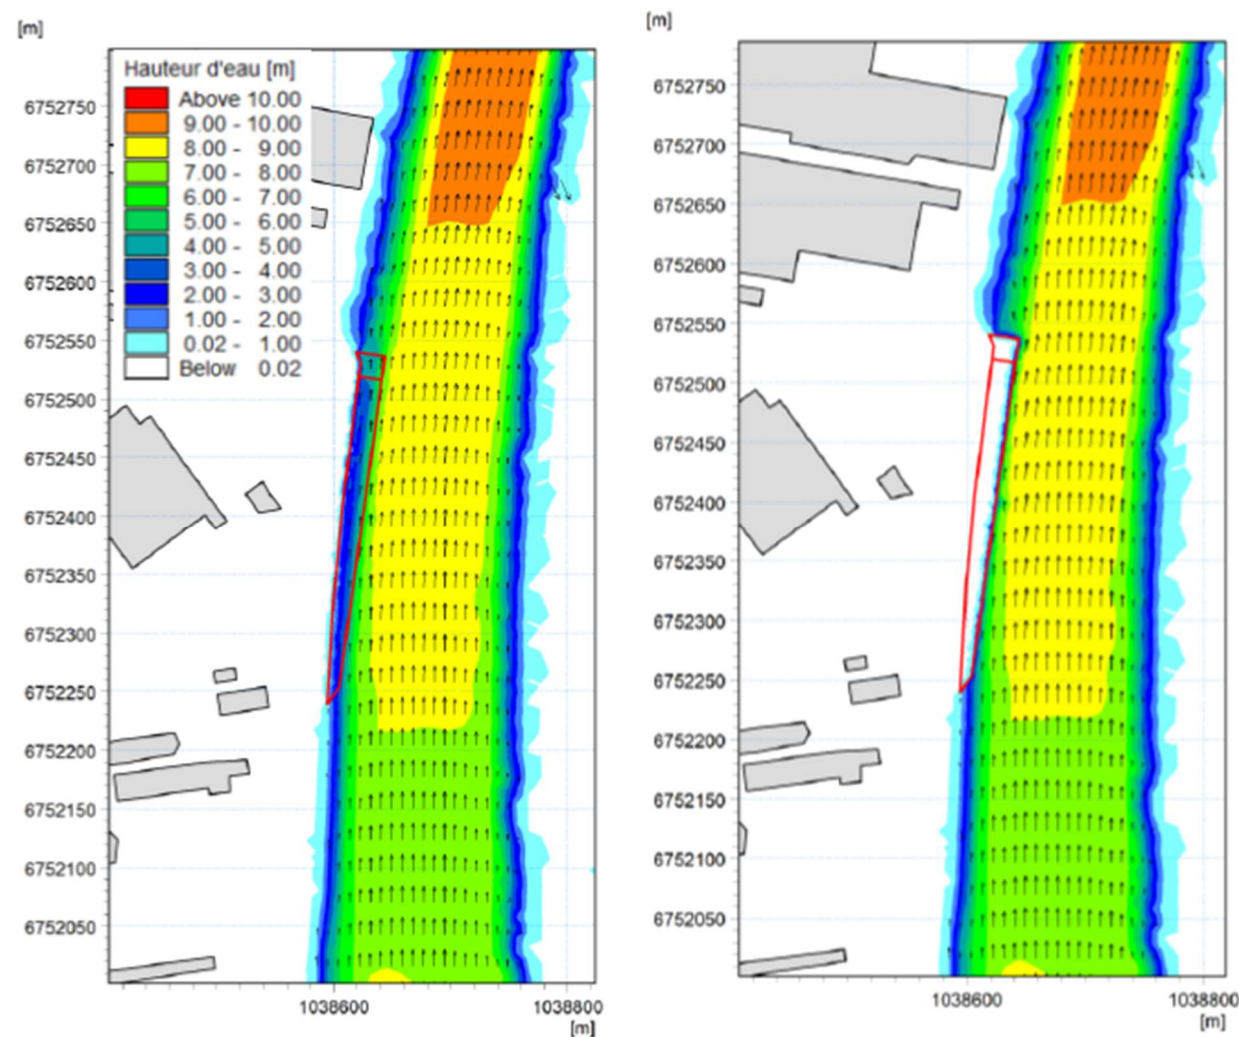 [m]
Hauteur d'eau [m]
Above 10.00
9.00 - 10.00
8.00 - 9.00
7.00 - 8.00
6.00 - 7.00
5.00 - 6.00
4.00 - 5.00
3.00 - 4.00
2.00 - 3.00
1.00 - 2.00
0.02 - 1.00
Below 0.02
6752750
6752700
6752650
6752600
6752550
6752500
6752450
6752400
6752350
6752300
6752250
6752200
6752150
6752100
6752050
1038600
1038800
[m]
[m]
6752750
6752700
6752650
6752600
6752550
6752500
6752450
6752400
6752350
6752300
6752250
6752200
6752150
6752100
6752050
1038600
1038800
[m]